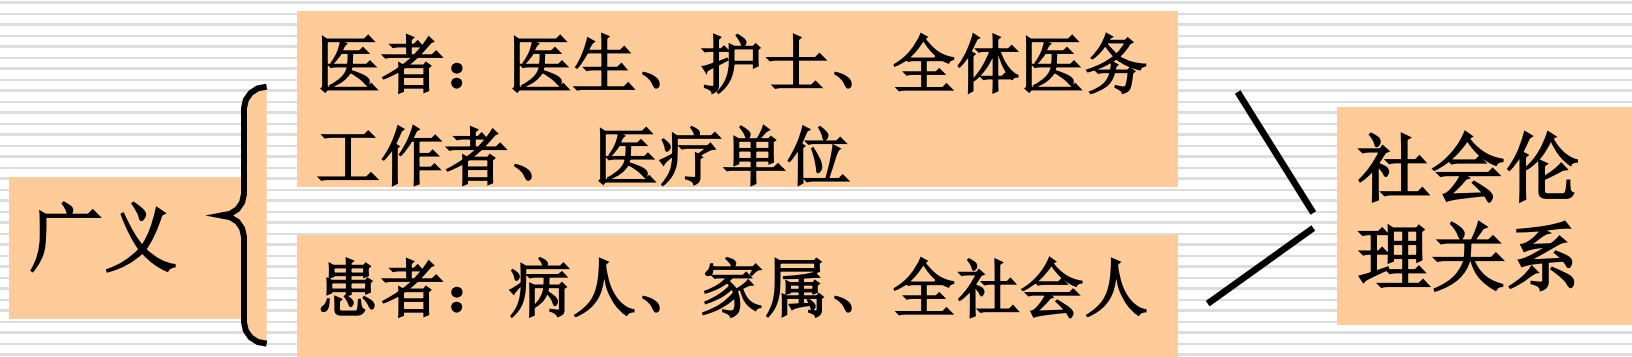 广义
医者：医生、护士、全体医务
工作者、 医疗单位
患者：病人、家属、全社会人
社会伦
理关系